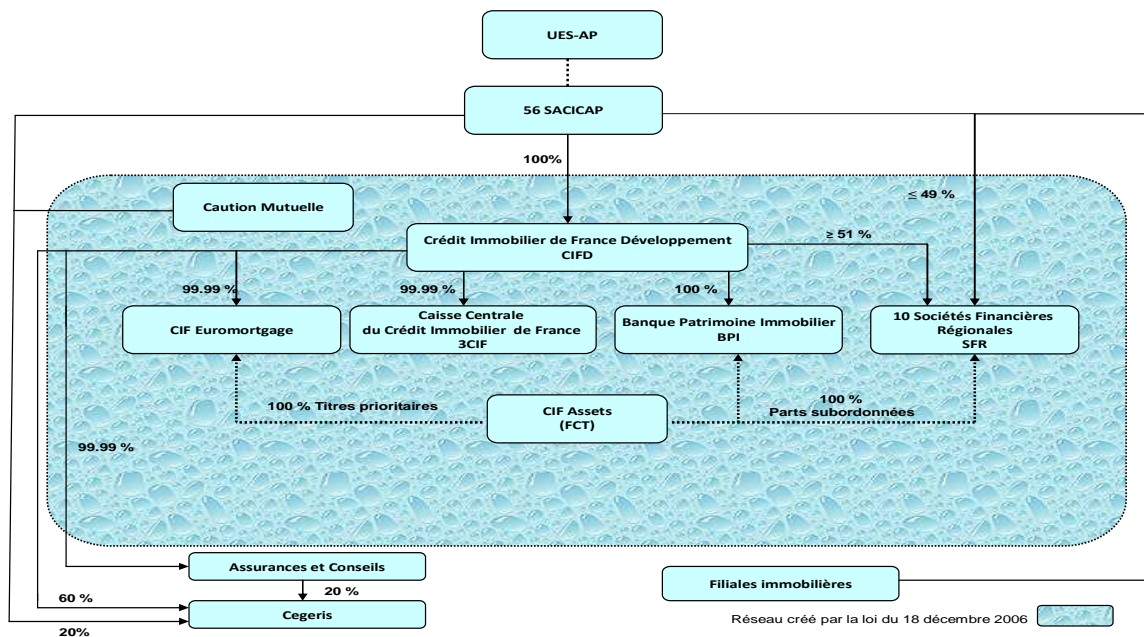 UES-AP
56 SACICAP
100%
≤ 49 %
Caution Mutuelle
Crédit Immobilier de France Développement
CIFD
≥ 51 %
99.99 %
99.99 %
100 %
CIF Euromortgage
Caisse Centrale
du Crédit Immobilier de France
3CIF
Banque Patrimoine Immobilier
BPI
10 Sociétés Financières
Régionales
SFR
100 % Titres prioritaires
CIF Assets
(FCT)
100 %
Parts subordonnées
99.99 %
Assurances et Conseils
20 %
Filiales immobilières
60 %
Cegeris
20%
Réseau créé par la loi du 18 décembre 2006